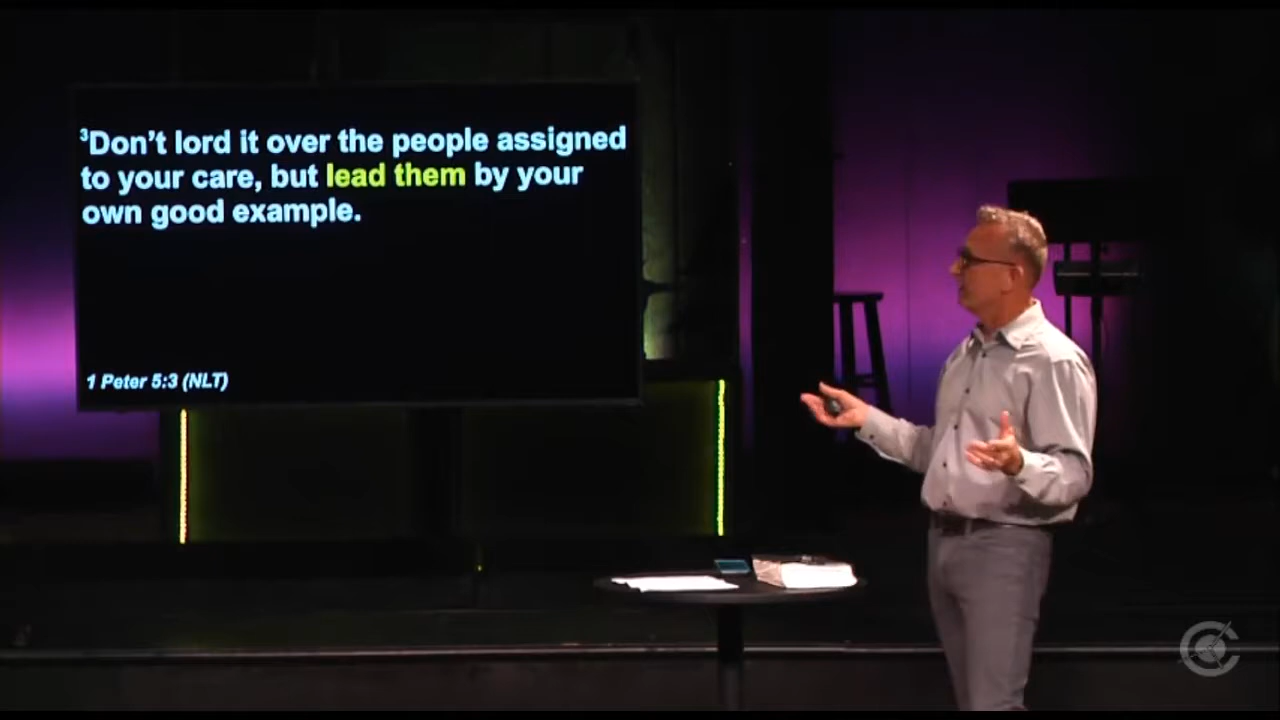 ³Don't lord it over the people assigned
to your care, but lead them by your
own good example.
1 Peter 5:3 (NLT)